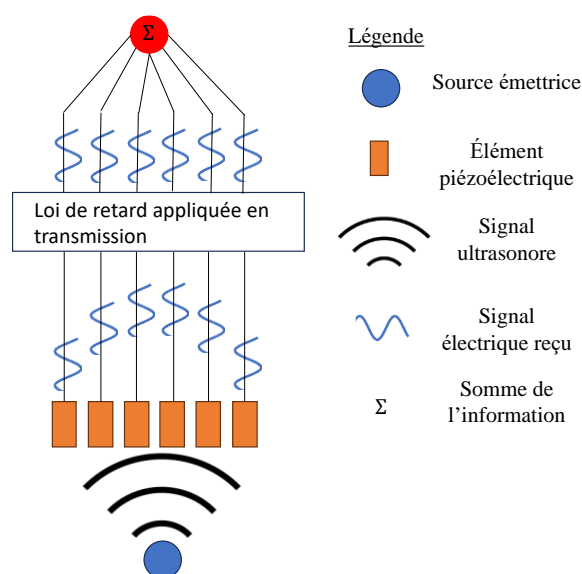 Σ
Loi de retard appliquée en
transmission
Légende
Source émettrice
Élément
piézoélectrique
Signal
ultrasonore
Signal
électrique reçu
Σ
Somme de
l’information